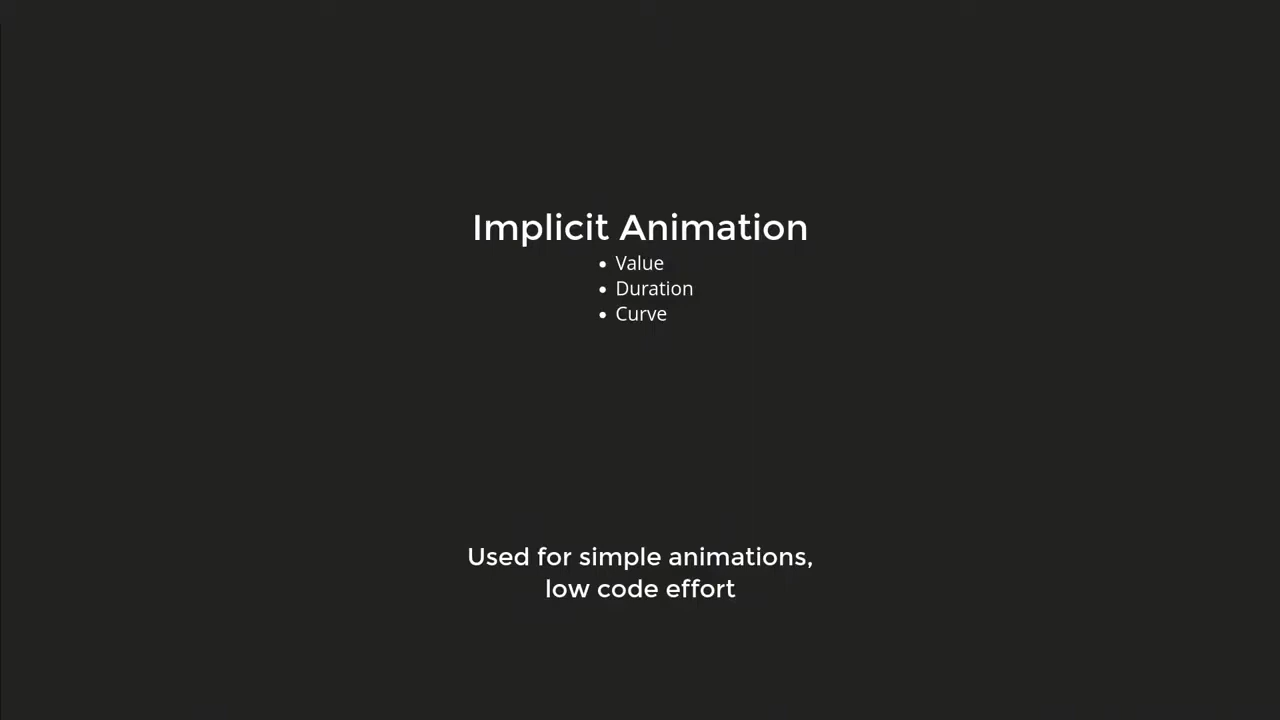 Implicit Animation
• Value
• Duration
• Curve
Used for simple animations,
low code effort